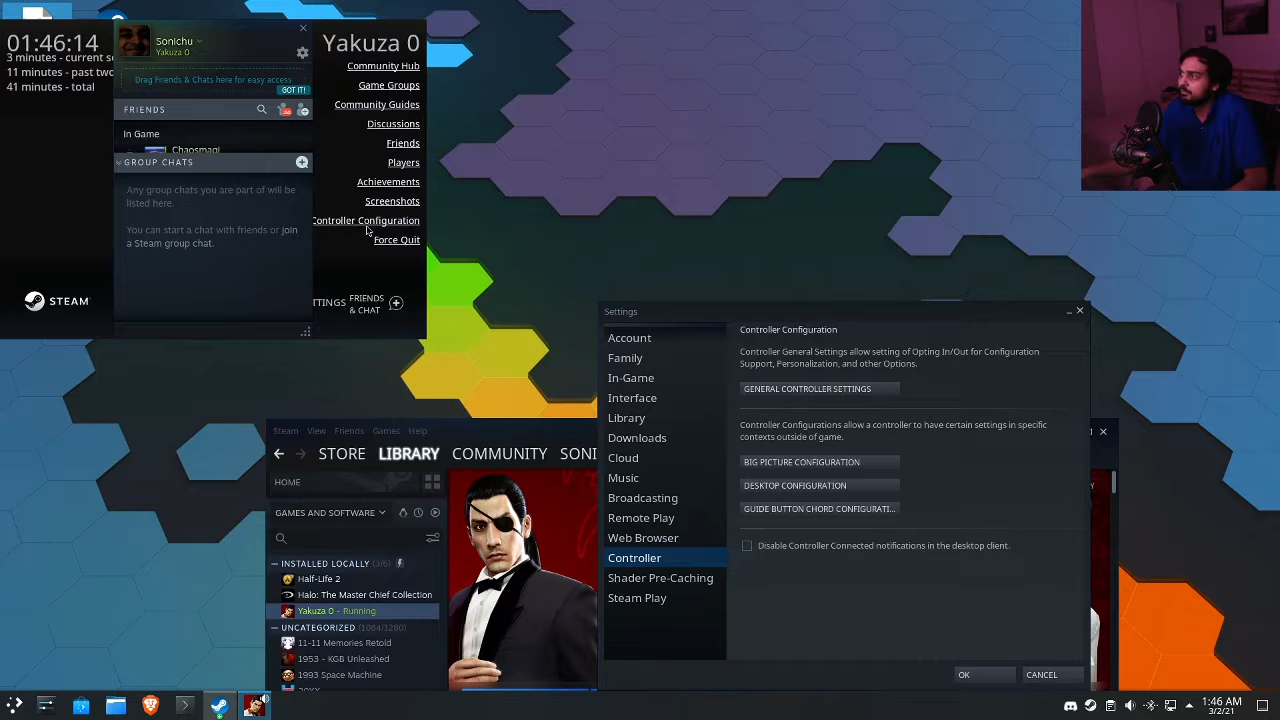 01:46:14
3 minutes - current
11 minutes - past two
41 minutes - total
Sonichu
Yakuza 0
Drag Friends & Chats here for easy access
GOT IT!
FRIENDS
In Game
Chaosmagi
GROUP CHATS
Any group chats you are part of will be
listed here.
You can start a chat with friends or join
a Steam group chat.
STEAM
Yakuza 0
Community Hub
Game Groups
Community Guides
Discussions
Friends
Players
Achievements
Screenshots
Controller Configuration
Force Quit
TTINGS
FRIENDS
& CHAT
Steam View Friends Games Help
STORE LIBRARY COMMUNITY SONI
HOME
GAMES AND SOFTWARE
INSTALLED LOCALLY (3/6)
Half-Life 2
Halo: The Master Chief Collection
Yakuza 0 - Running
UNCATEGORIZED (1064/1260)
11-11 Memories Retold
1953 - KGB Unleashed
1993 Space Machine
20XX
Settings
Account
Family
In-Game
Interface
Library
Downloads
Cloud
Music
Broadcasting
Remote Play
Web Browser
Controller
Shader Pre-Caching
Steam Play
Controller Configuration
Controller General Settings allow setting of Opting In/Out for Configuration
Support, Personalization, and other Options.
GENERAL CONTROLLER SETTINGS
Controller Configurations allow a controller to have certain settings in specific
contexts outside of game.
BIG PICTURE CONFIGURATION
DESKTOP CONFIGURATION
GUIDE BUTTON CHORD CONFIGURATI...
Disable Controller Connected notifications in the desktop client.
OK
CANCEL
1:46 AM
3/2/21